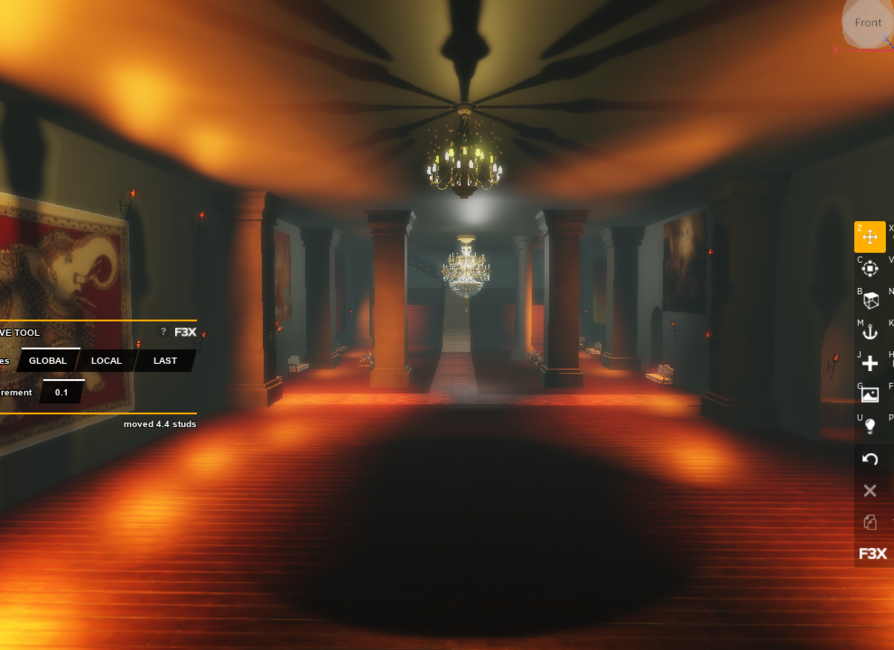 Front
X
VE TOOL ? F3X
es GLOBAL LOCAL LAST
rement 0.1
moved 4.4 studs
Z X
C V
B N
M K
J H
G F
U P
F3X